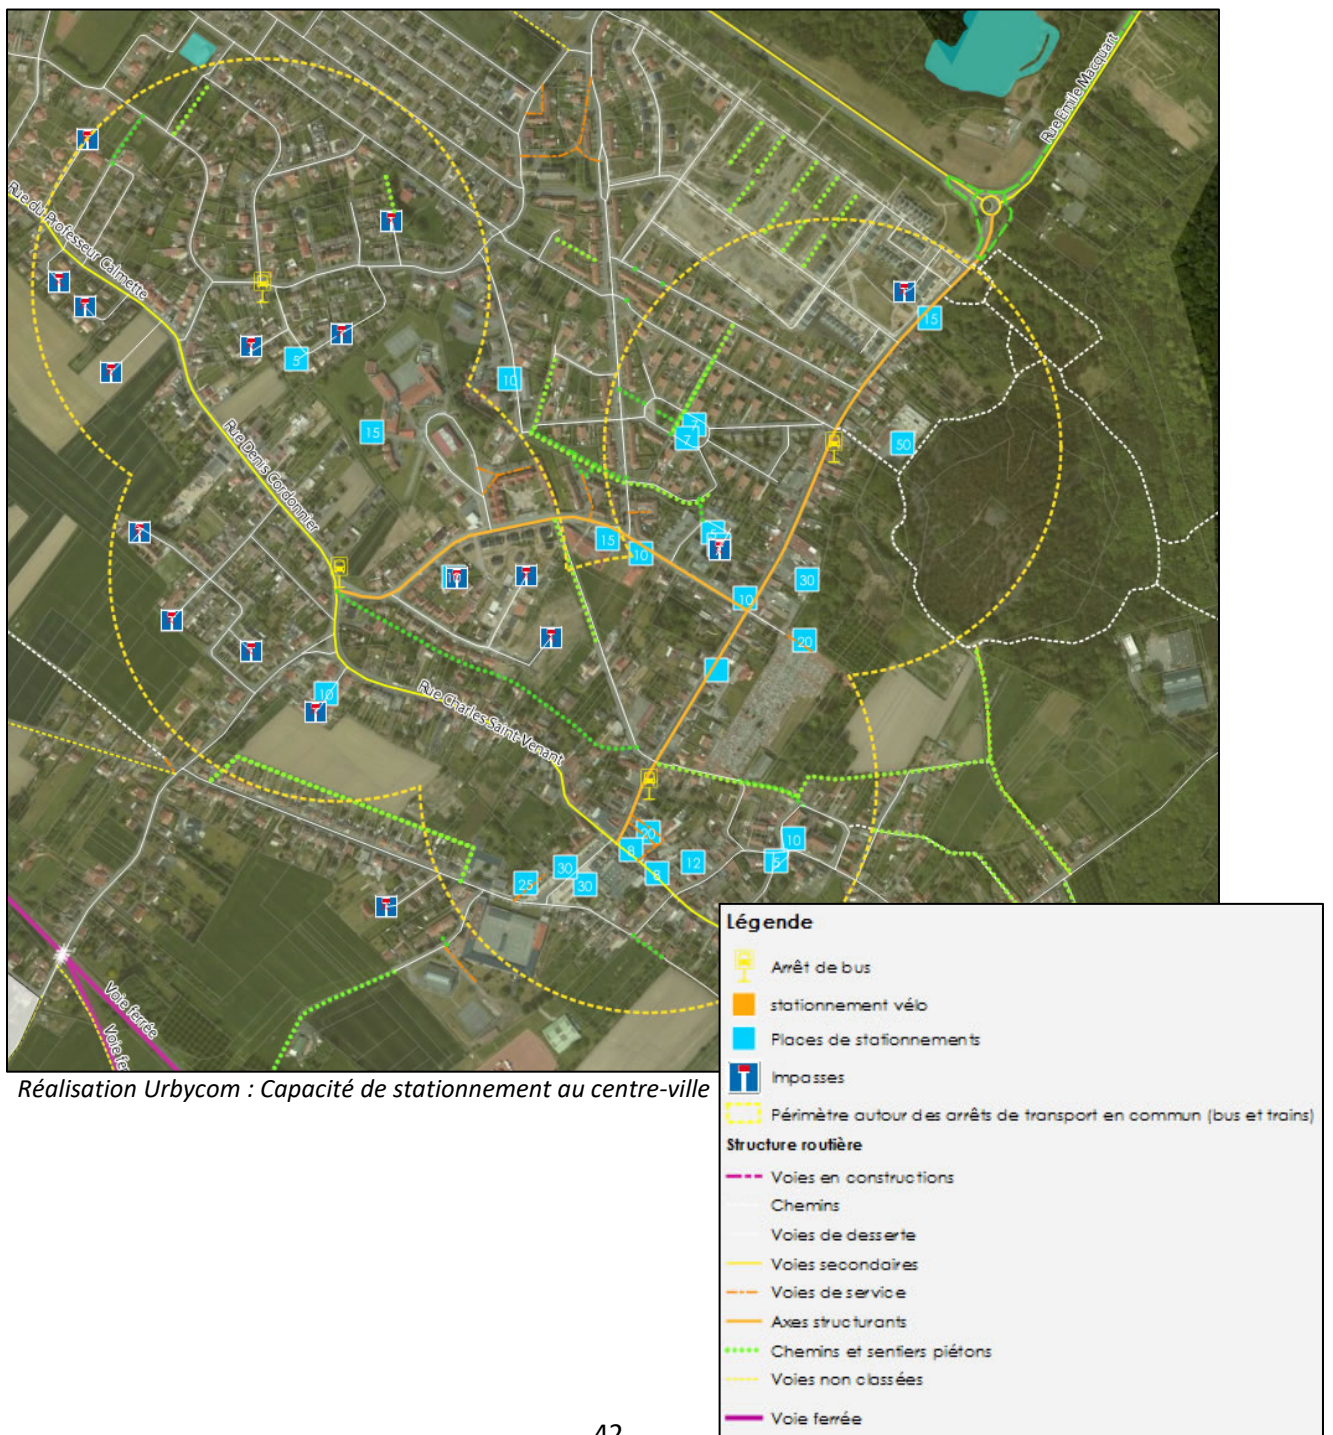 Rue Emile Macquart
Rue du Professeur Calmette
15
5
10
15
7
7
50
Rue Denis Cordonnier
15
10
10
30
10
20
10
Rue Charles Saint-Venant
20
8
10
12
5
30
8
25
30
Voie ferrée
Voie fer
Légende
Arrêt de bus
stationnement vélo
Places de stationnements
Impasses
Périmètre autour des arrêts de transport en commun (bus et trains)
Structure routière
Voies en constructions
Chemins
Voies de desserte
Voies secondaires
Voies de service
Axes structurants
Chemins et sentiers piétons
Voies non classées
Voie ferrée
Réalisation Urbycom : Capacité de stationnement au centre-ville
42